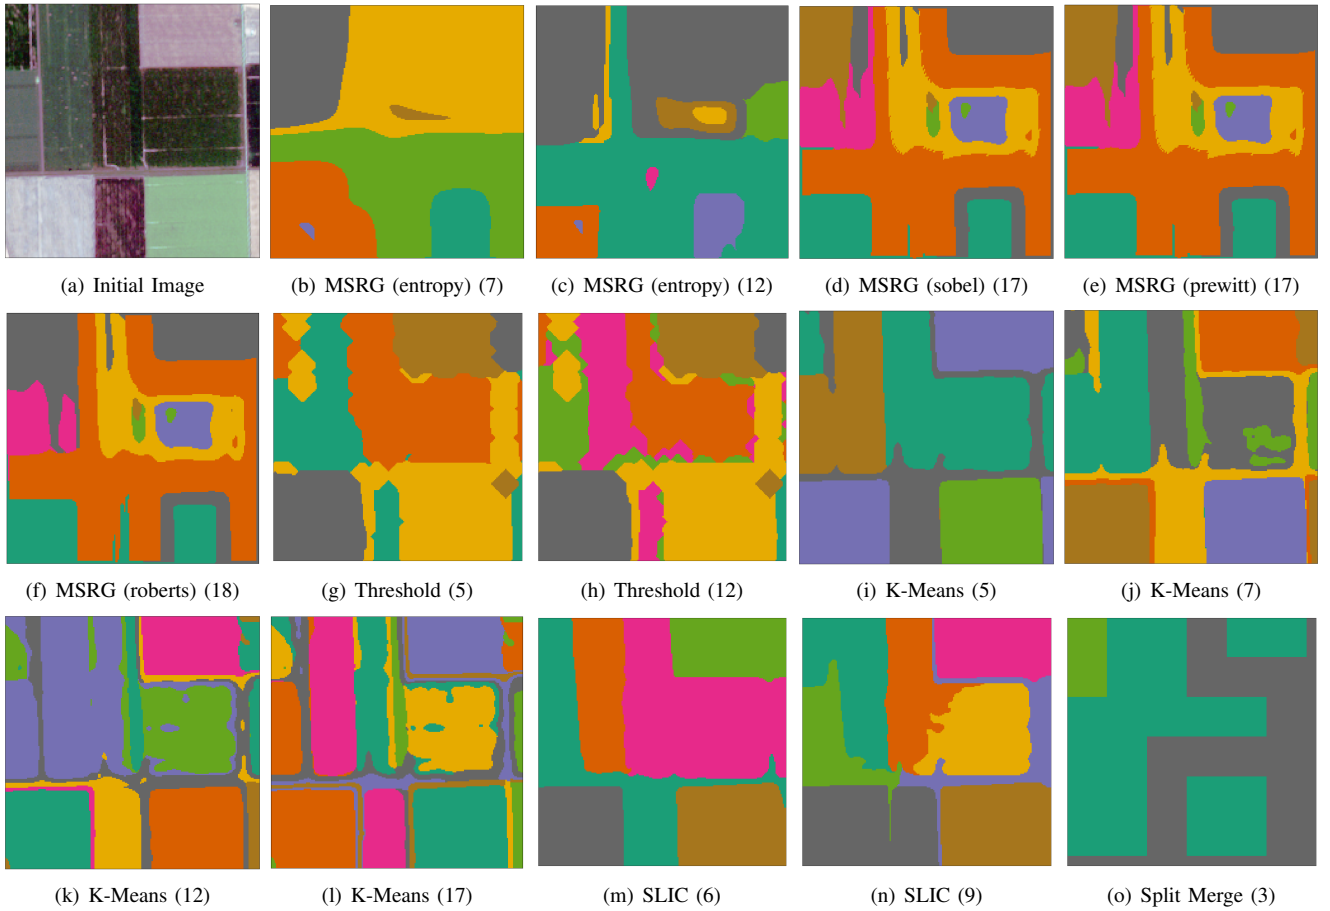 (a) Initial Image
(b) MSRG (entropy) (7)
(c) MSRG (entropy) (12)
(d) MSRG (sobel) (17)
(e) MSRG (prewitt) (17)
(f) MSRG (roberts) (18)
(g) Threshold (5)
(h) Threshold (12)
(i) K-Means (5)
(j) K-Means (7)
(k) K-Means (12)
(l) K-Means (17)
(m) SLIC (6)
(n) SLIC (9)
(o) Split Merge (3)